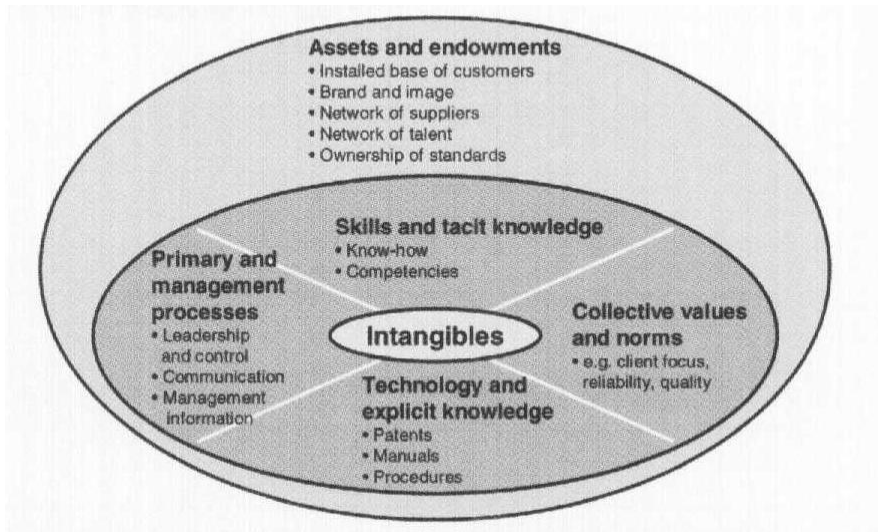 Assets and endowments
• Installed base of customers
• Brand and image
• Network of suppliers
• Network of talent
• Ownership of standards
Skills and tacit knowledge
• Know-how
• Competencies
Primary and
management
processes
• Leadership
and control
• Communication
• Management
information
Intangibles
Collective values
and norms
• e.g. client focus,
reliability, quality
Technology and
explicit knowledge
• Patents
• Manuals
• Procedures